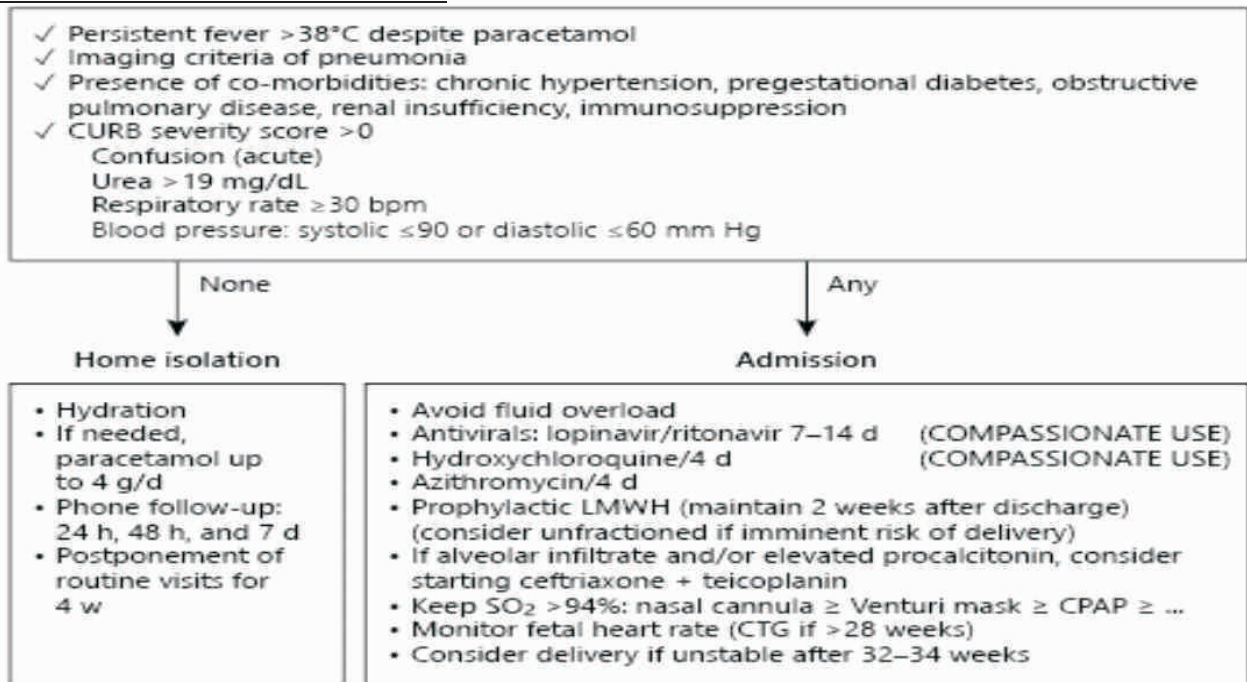 ✓ Persistent fever >38°C despite paracetamol
✓ Imaging criteria of pneumonia
✓ Presence of co-morbidities: chronic hypertension, pregestational diabetes, obstructive
pulmonary disease, renal insufficiency, immunosuppression
✓ CURB severity score >0
Confusion (acute)
Urea >19 mg/dL
Respiratory rate ≥30 bpm
Blood pressure: systolic ≤90 or diastolic ≤60 mm Hg
None
Any
Home isolation
• Hydration
• If needed,
paracetamol up
to 4 g/d
• Phone follow-up:
24 h, 48 h, and 7 d
• Postponement of
routine visits for
4 w
Admission
• Avoid fluid overload
• Antivirals: lopinavir/ritonavir 7–14 d (COMPASSIONATE USE)
• Hydroxychloroquine/4 d (COMPASSIONATE USE)
• Azithromycin/4 d
• Prophylactic LMWH (maintain 2 weeks after discharge)
(consider unfractioned if imminent risk of delivery)
• If alveolar infiltrate and/or elevated procalcitonin, consider
starting ceftriaxone + teicoplanin
• Keep SO₂ >94%: nasal cannula ≥ Venturi mask ≥ CPAP ≥ ...
• Monitor fetal heart rate (CTG if >28 weeks)
• Consider delivery if unstable after 32–34 weeks